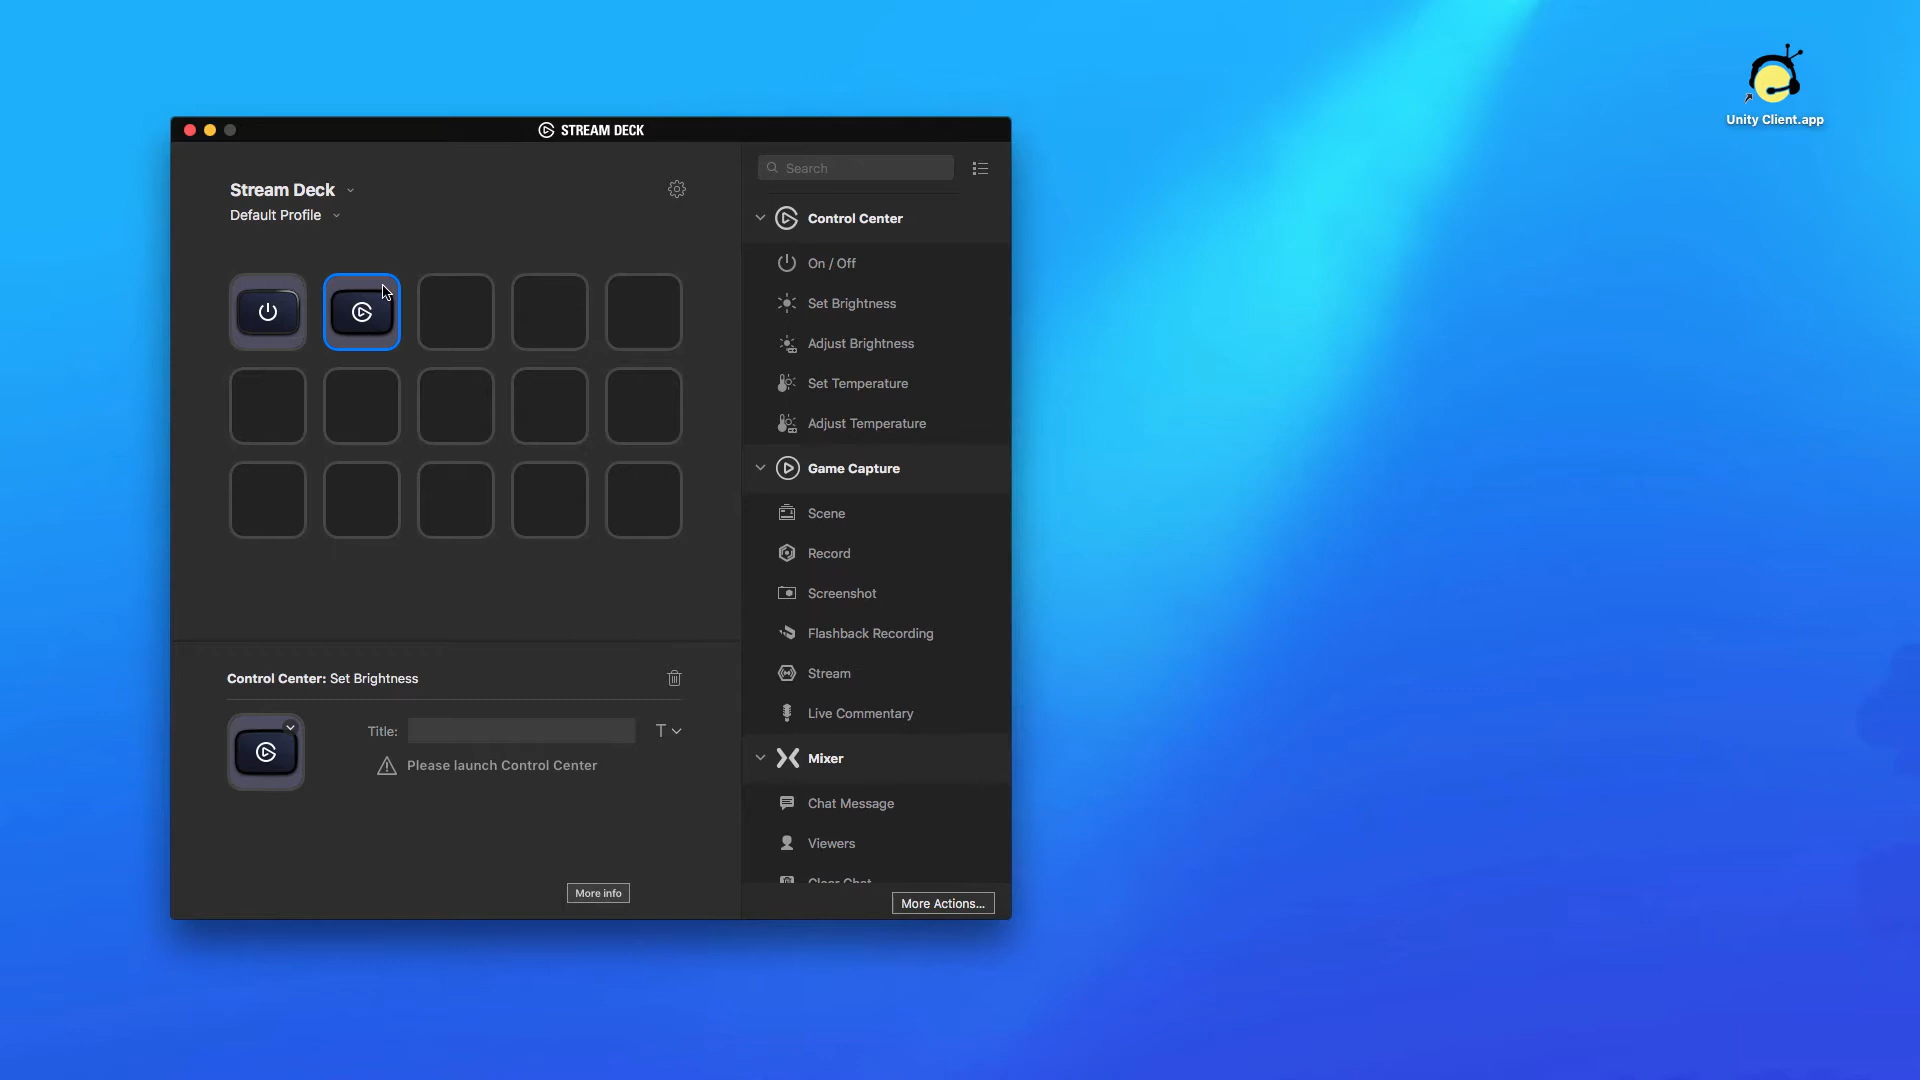 Unity Client.app
STREAM DECK
Stream Deck
Default Profile
Search
Control Center
On / Off
Set Brightness
Adjust Brightness
Set Temperature
Adjust Temperature
Game Capture
Scene
Record
Screenshot
Flashback Recording
Stream
Live Commentary
Mixer
Chat Message
Viewers
Clear Chat
More Actions...
Control Center: Set Brightness
Title:
T
Please launch Control Center
More info